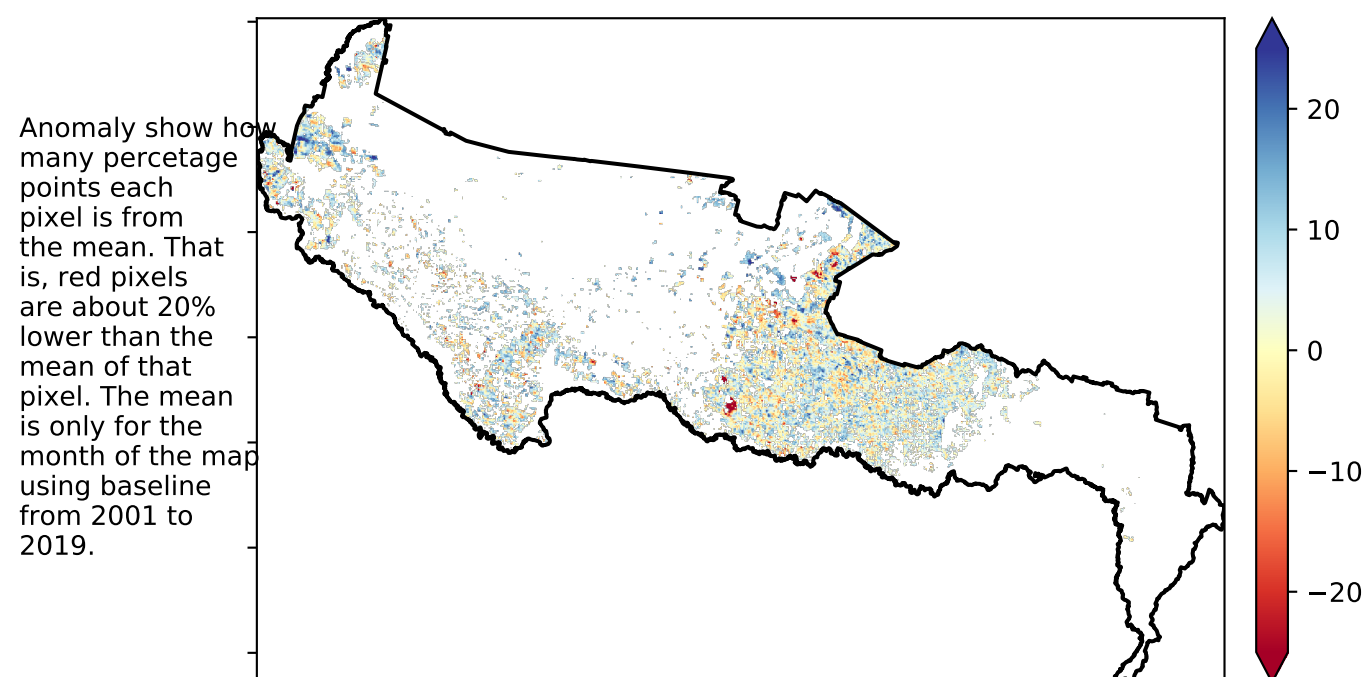 Anomaly show how
many percetage
points each
pixel is from
the mean. That
is, red pixels
are about 20%
lower than the
mean of that
pixel. The mean
is only for the
month of the map
using baseline
from 2001 to
2019.
20
10
0
−10
−20